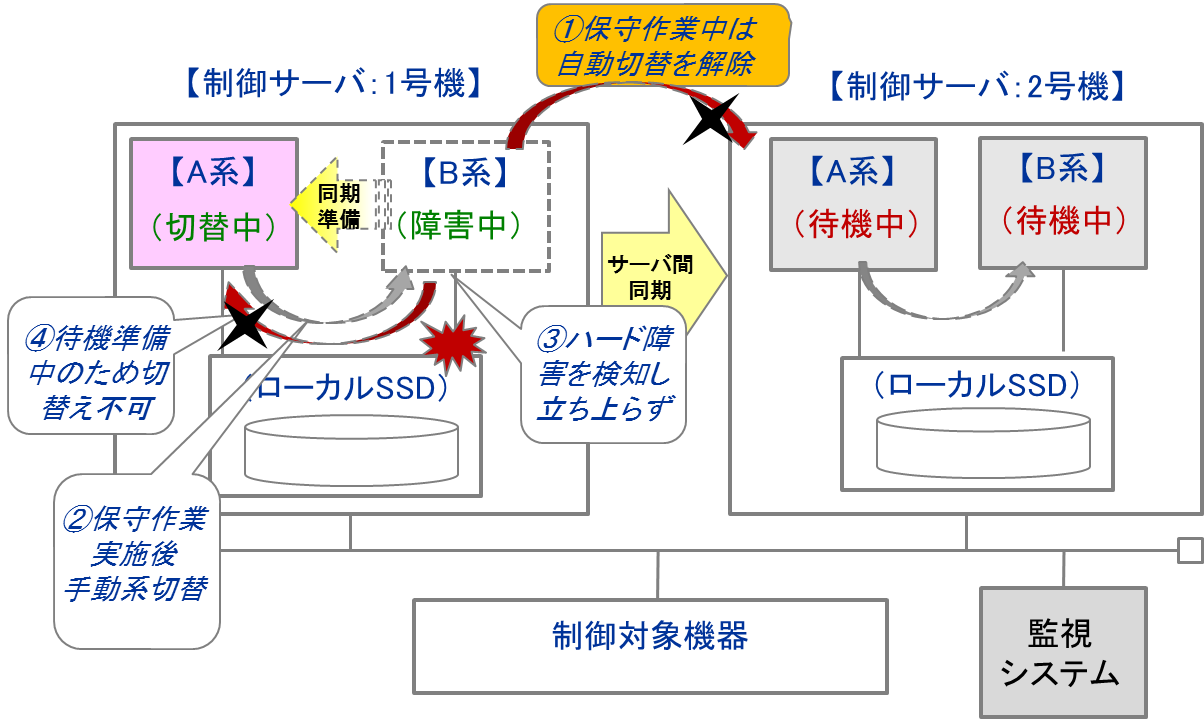 ①保守作業中は
自動切替を解除
【制御サーバ：1号機】
【制御サーバ：2号機】
【A系】
（切替中）
同期
準備
【B系】
（障害中）
【A系】
（待機中）
【B系】
（待機中）
サーバ間
同期
④待機準備
中のため切
替え不可
③ハード障
害を検知し
立ち上らず
（ローカルSSD）
（ローカルSSD）
②保守作業
実施後
手動系切替
制御対象機器
監視
システム